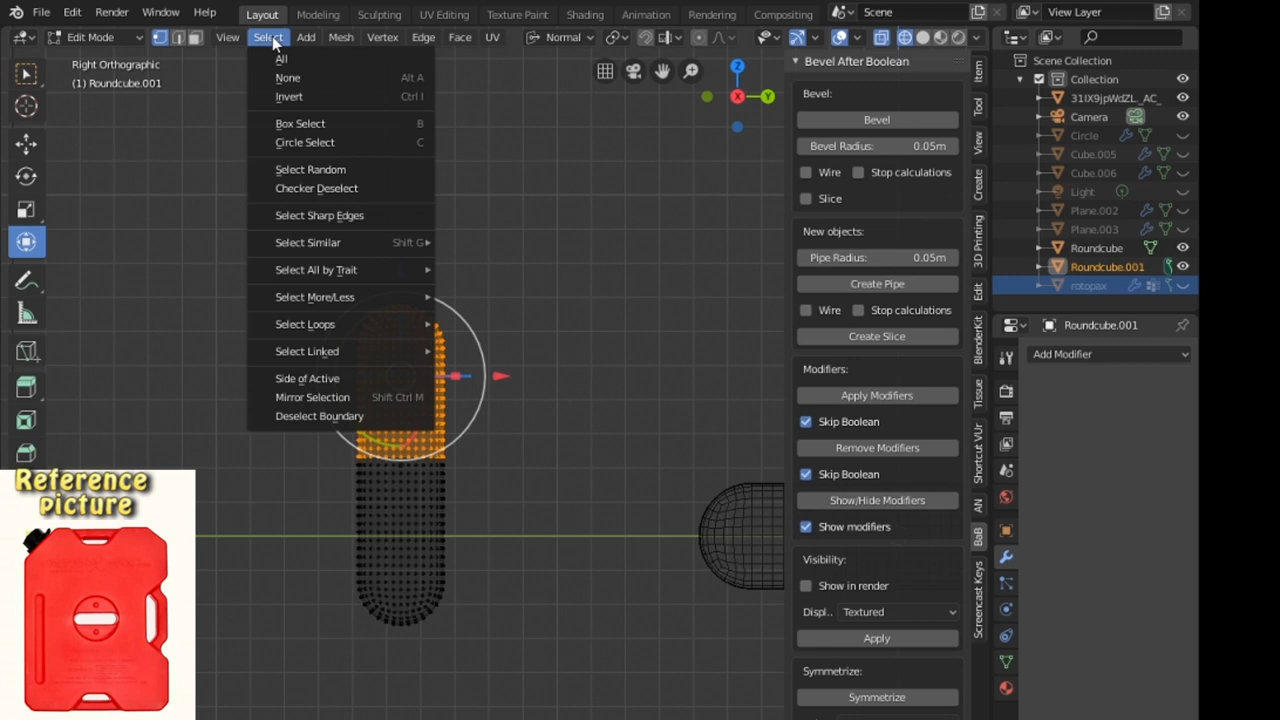 File Edit Render Window Help Layout Modeling Sculpting UV Editing Texture Paint Shading Animation Rendering Compositing Scene View Layer
Edit Mode View Select Add Mesh Vertex Edge Face UV Normal
Right Orthographic
(1) Roundcube.001
All
None Alt A
Invert Ctrl I
Box Select B
Circle Select C
Select Random
Checker Deselect
Select Sharp Edges
Select Similar Shift G
Select All by Trait
Select More/Less
Select Loops
Select Linked
Side of Active
Mirror Selection Shift Ctrl M
Deselect Boundary
Z
X
Y
Bevel After Boolean
Bevel:
Bevel
Bevel Radius: 0.05m
Wire Stop calculations
Slice
New objects:
Pipe Radius: 0.05m
Create Pipe
Wire Stop calculations
Create Slice
Modifiers:
Apply Modifiers
Skip Boolean
Remove Modifiers
Skip Boolean
Show/Hide Modifiers
Show modifiers
Visibility:
Show in render
Displ.. Textured
Apply
Symmetrize:
Symmetrize
Item
Tool
View
Create
3D Printing
Edit
BlenderKit
Tissue
Shortcut VUr
AN
BaB
Screencast Keys
Scene Collection
Collection
31IX9jpWdZL_AC_
Camera
Circle
Cube.005
Cube.006
Light
Plane.002
Plane.003
Roundcube
Roundcube.001
rotopax
Roundcube.001
Add Modifier
Reference
picture